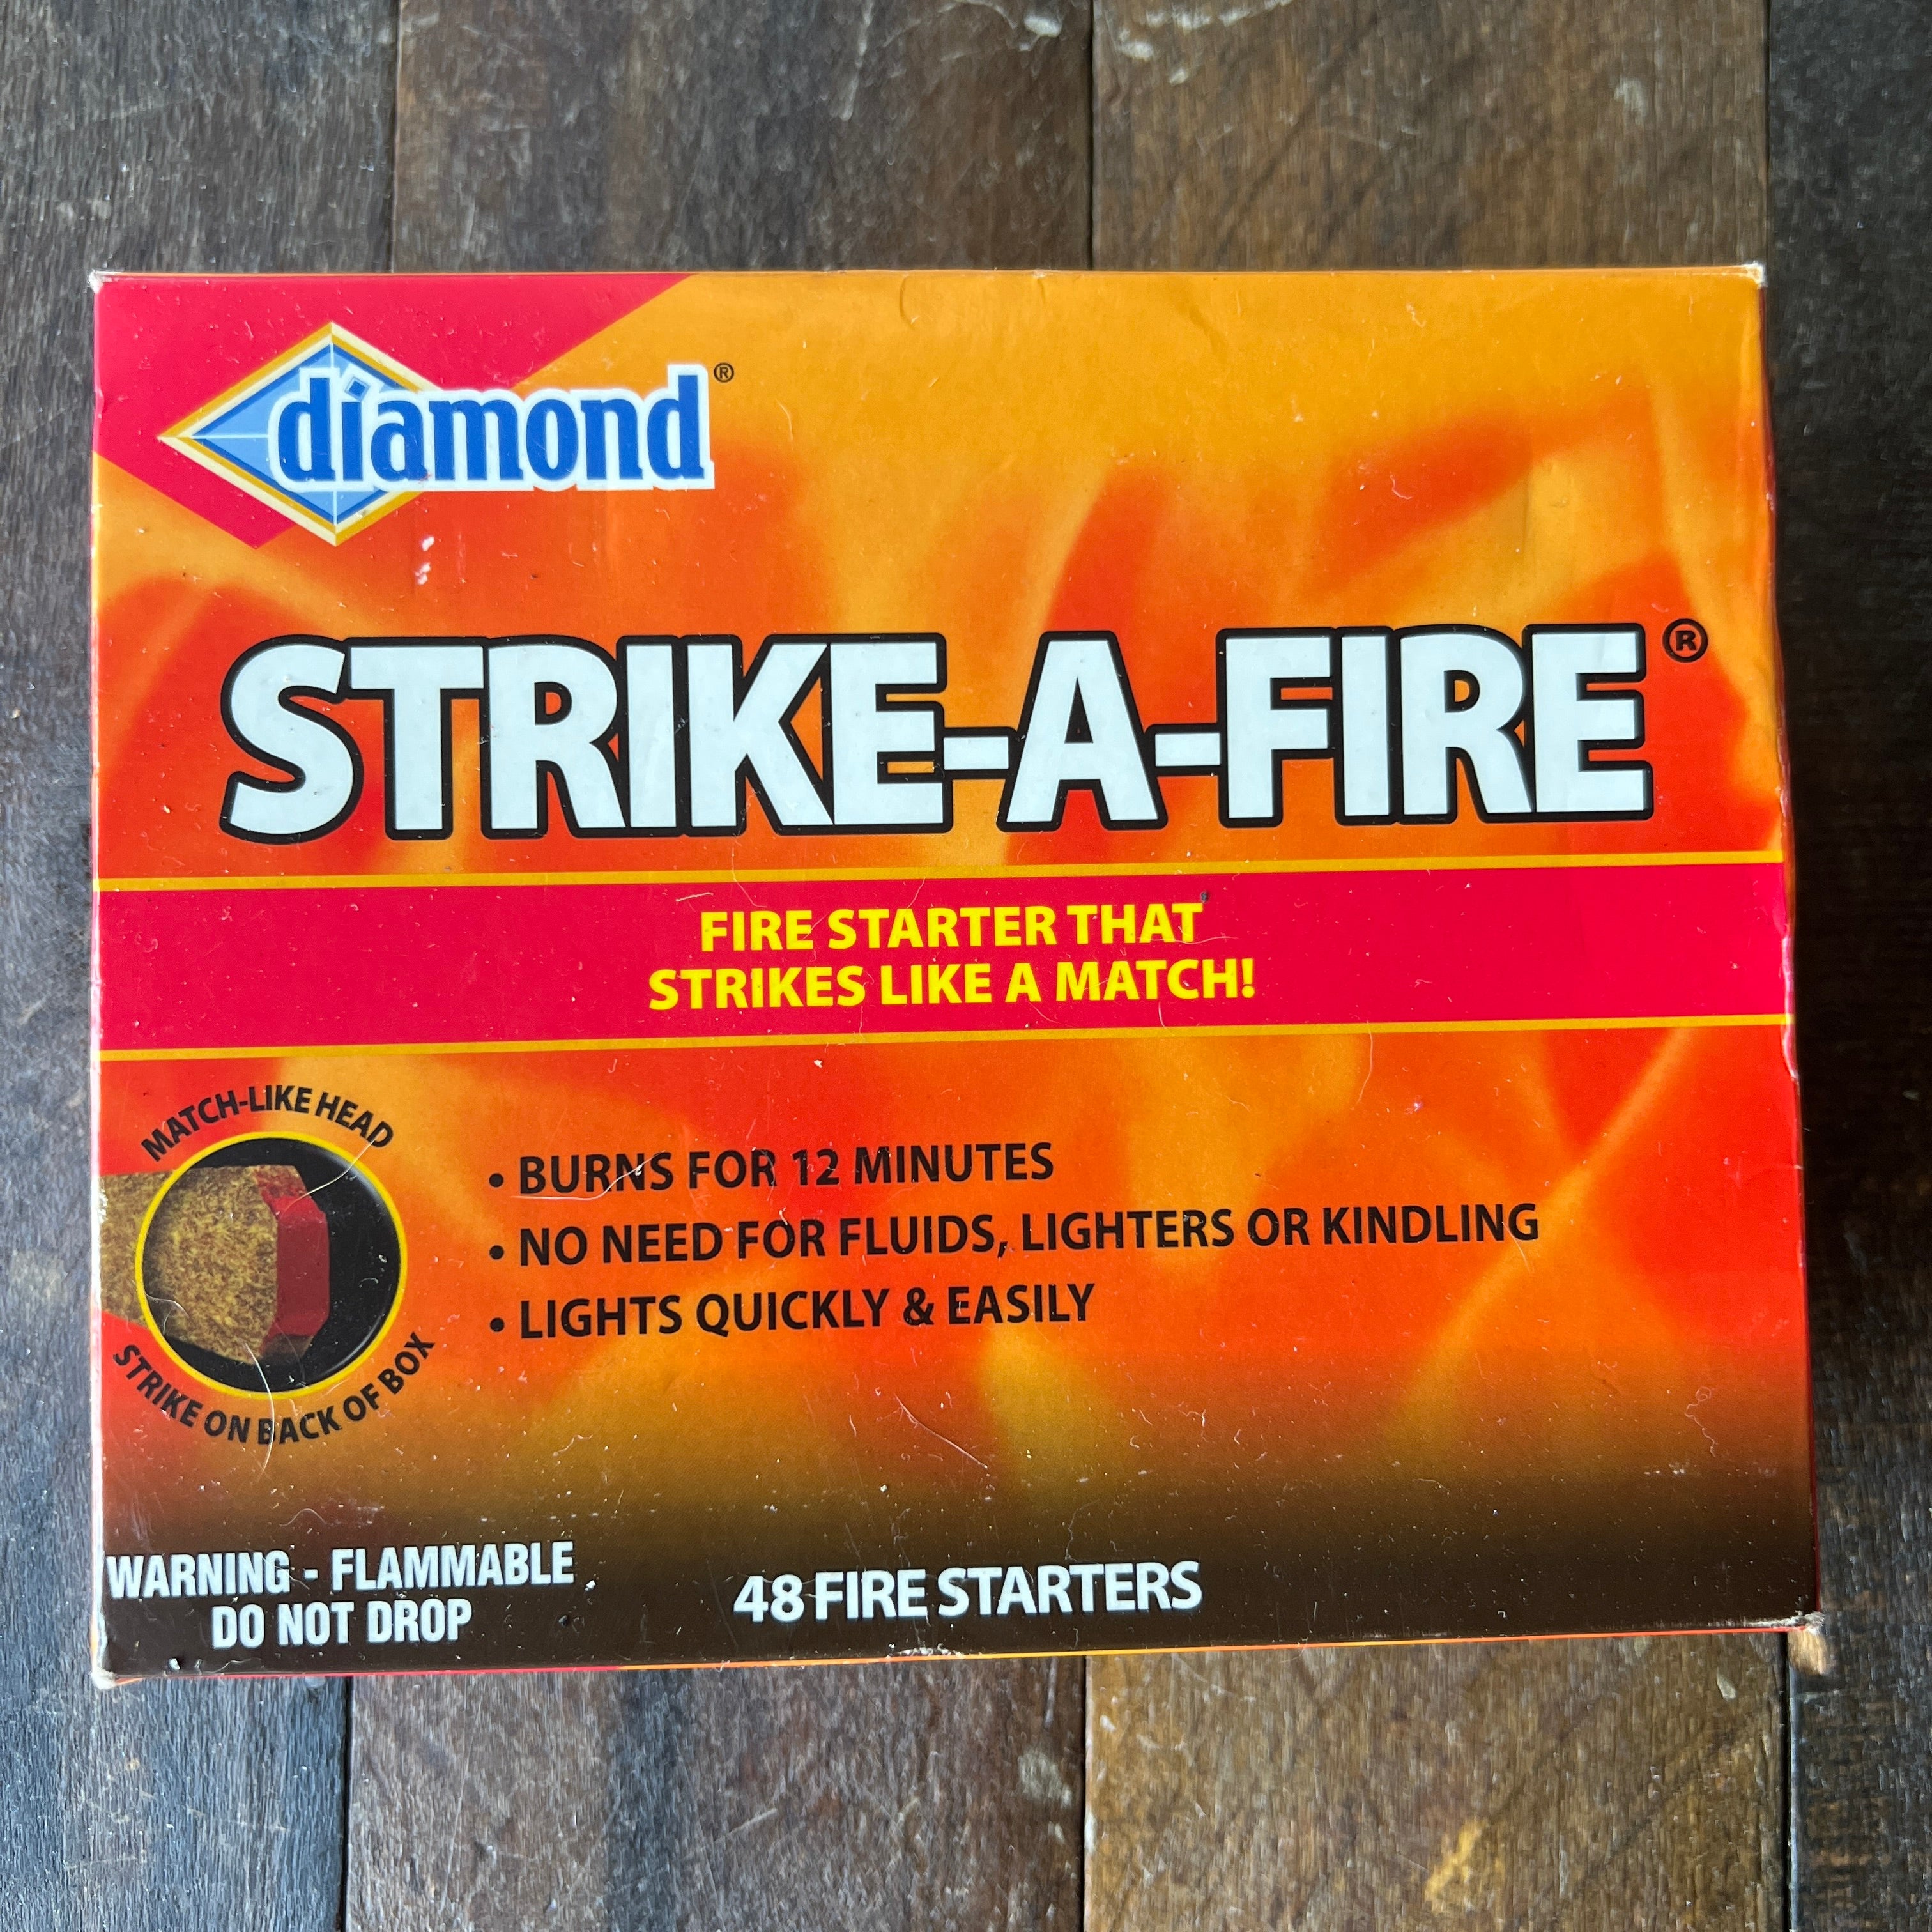 diamond®
STRIKE-A-FIRE®
FIRE STARTER THAT
STRIKES LIKE A MATCH!
MATCH-LIKE HEAD
STRIKE ON BACK OF BOX
• BURNS FOR 12 MINUTES
• NO NEED FOR FLUIDS, LIGHTERS OR KINDLING
• LIGHTS QUICKLY & EASILY
WARNING - FLAMMABLE
DO NOT DROP
48 FIRE STARTERS